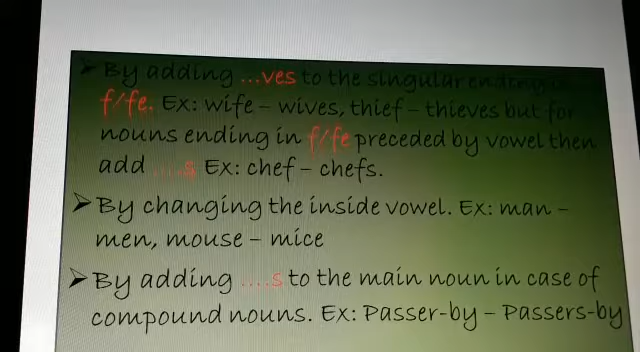 ➤ By adding ...ves to the singular ending in
f/fe. Ex: wife – wives, thief – thieves but for
nouns ending in f/fe preceded by vowel then
add ....s Ex: chef – chefs.
➤ By changing the inside vowel. Ex: man –
men, mouse – mice
➤ By adding ....s to the main noun in case of
compound nouns. Ex: Passer-by – Passers-by